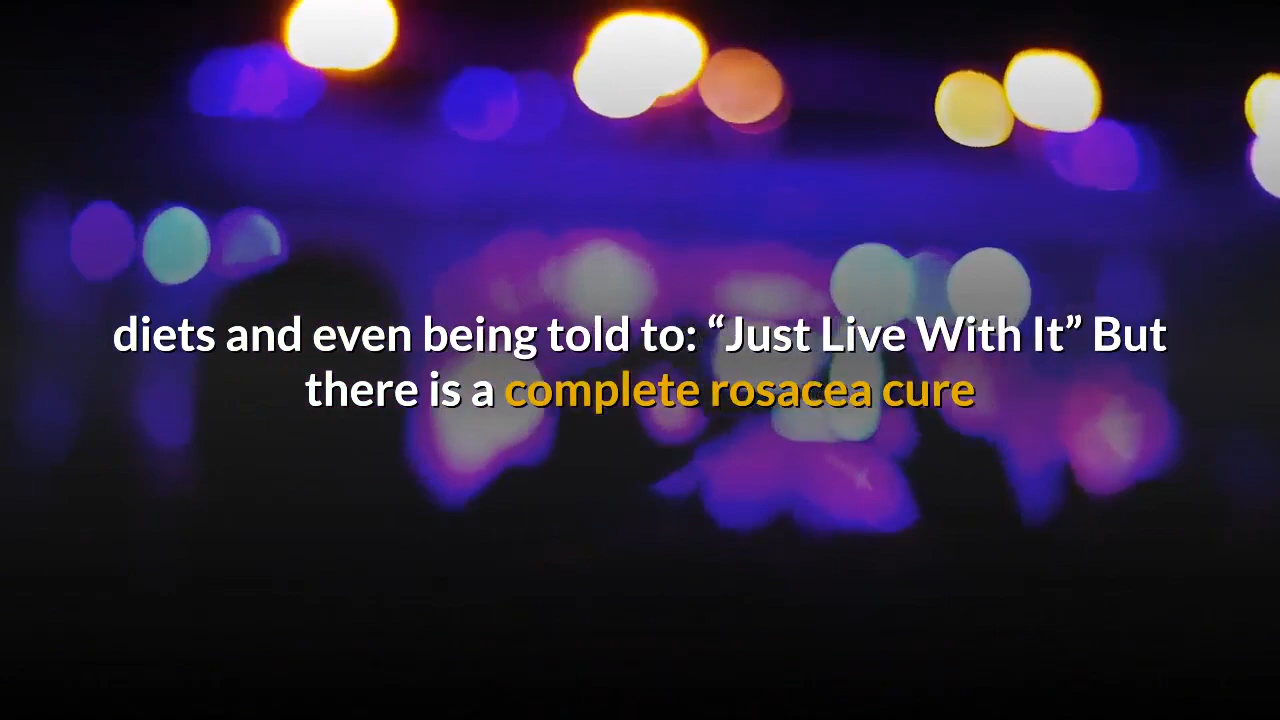 diets and even being told to: “Just Live With It” But
there is a complete rosacea cure